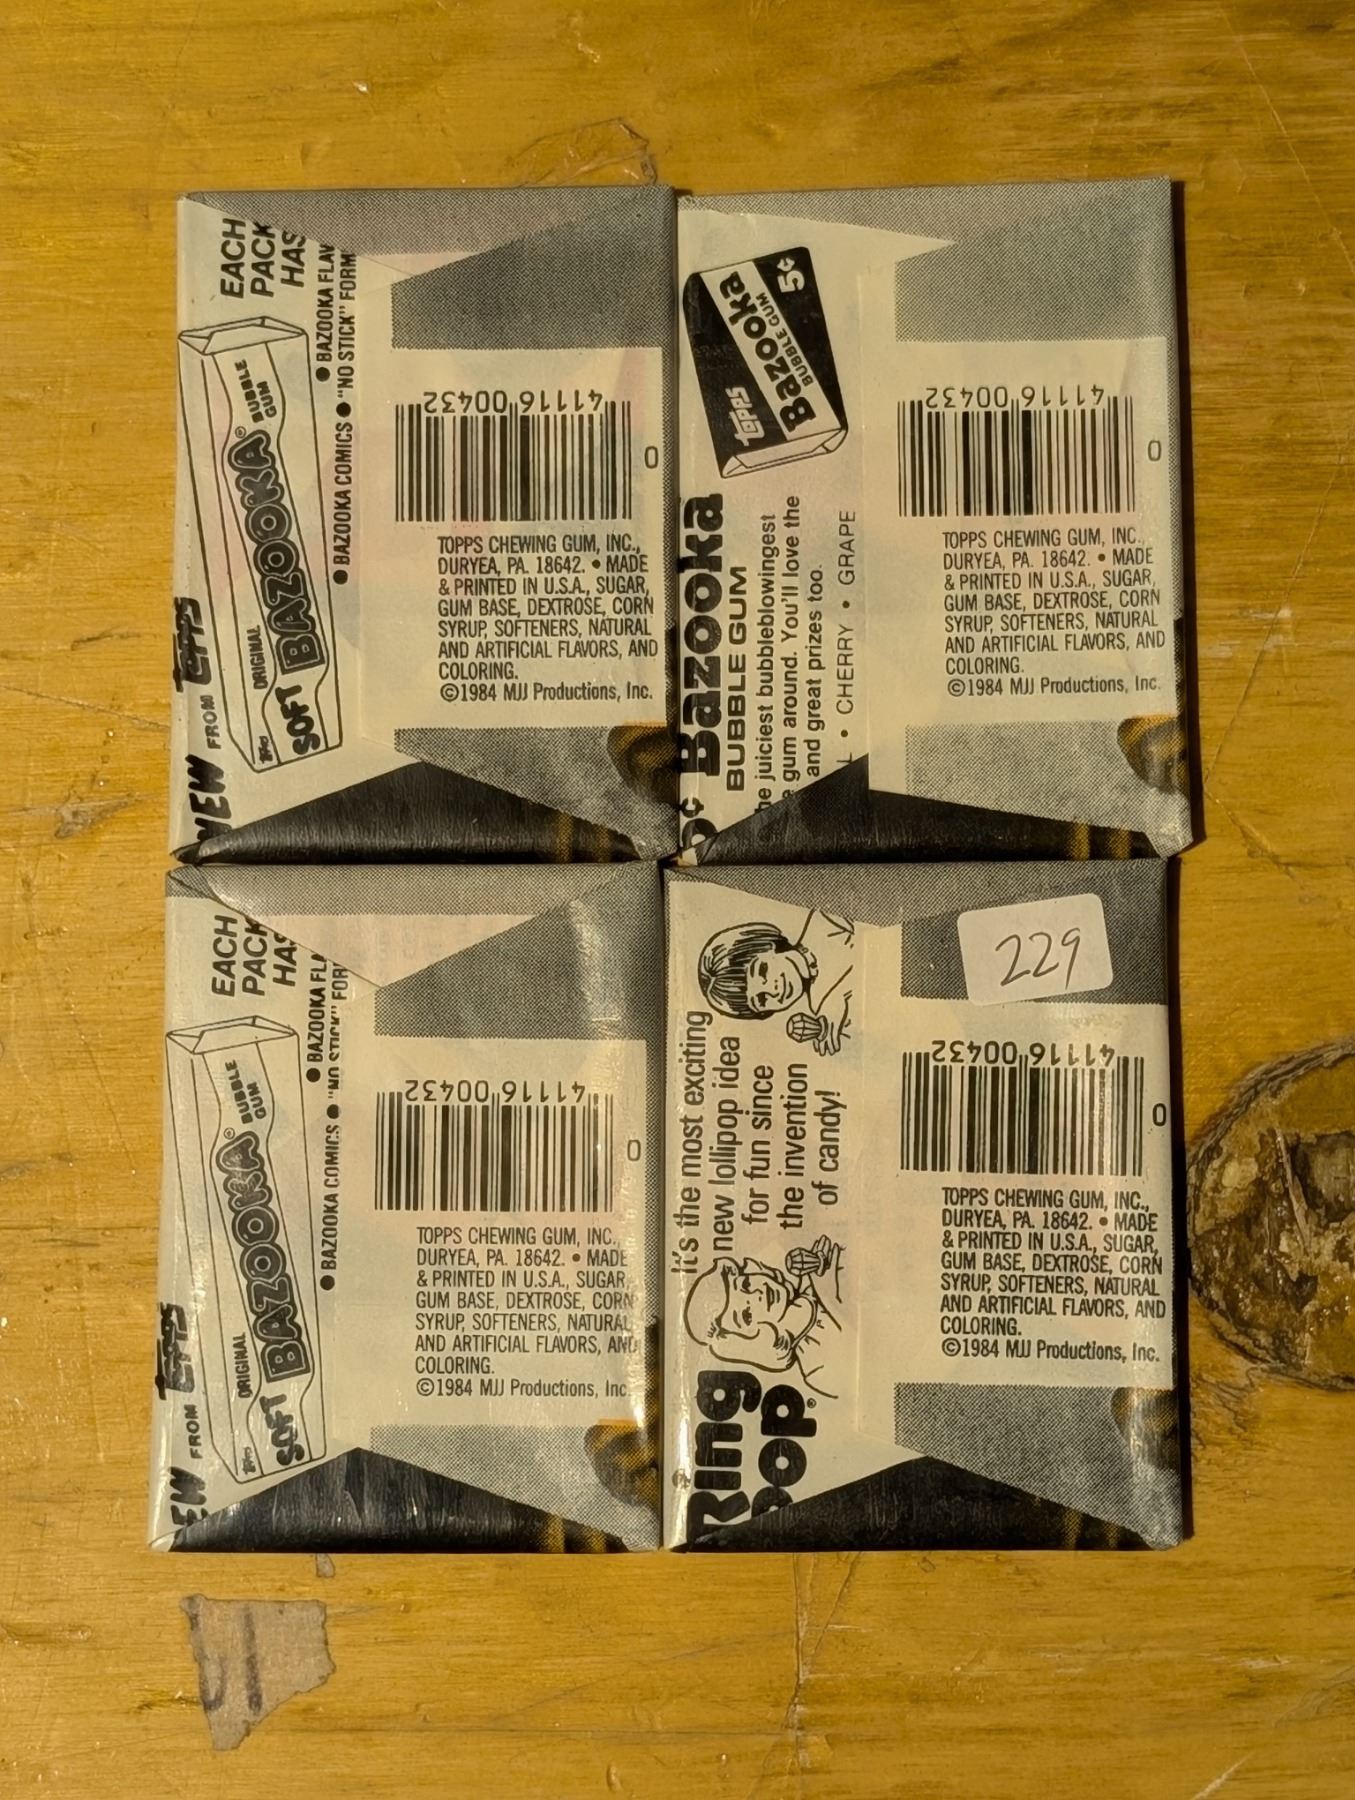 EACH
PACK
HAS
● BAZOOKA FLAV
● BAZOOKA COMICS ● "NO STICK" FORM
NEW FROM Topps
Topps
ORIGINAL
SOFT BAZOOKA®
BUBBLE
GUM
41116 00432
0
TOPPS CHEWING GUM, INC.,
DURYEA, PA. 18642. • MADE
& PRINTED IN U.S.A., SUGAR,
GUM BASE, DEXTROSE, CORN
SYRUP, SOFTENERS, NATURAL
AND ARTIFICIAL FLAVORS, AND
COLORING.
©1984 MJJ Productions, Inc.
Topps
Bazooka
BUBBLE GUM
5¢
¢ Bazooka
BUBBLE GUM
he juiciest bubbleblowingest
e gum around. You'll love the
and great prizes too.
L • CHERRY • GRAPE
41116 00432
0
TOPPS CHEWING GUM, INC.,
DURYEA, PA. 18642. • MADE
& PRINTED IN U.S.A., SUGAR,
GUM BASE, DEXTROSE, CORN
SYRUP, SOFTENERS, NATURAL
AND ARTIFICIAL FLAVORS, AND
COLORING.
©1984 MJJ Productions, Inc.
EACH
PACK
HAS
● BAZOOKA FLA
● BAZOOKA COMICS ● "NO STICK" FOR
EW FROM Topps
Topps
ORIGINAL
SOFT BAZOOKA®
BUBBLE
GUM
41116 00432
0
TOPPS CHEWING GUM, INC.,
DURYEA, PA. 18642. • MADE
& PRINTED IN U.S.A., SUGAR,
GUM BASE, DEXTROSE, CORN
SYRUP, SOFTENERS, NATURAL
AND ARTIFICIAL FLAVORS, AND
COLORING.
©1984 MJJ Productions, Inc.
229
Ring
Pop®
It's the most exciting
new lollipop idea
for fun since
the invention
of candy!
41116 00432
0
TOPPS CHEWING GUM, INC.,
DURYEA, PA. 18642. • MADE
& PRINTED IN U.S.A., SUGAR,
GUM BASE, DEXTROSE, CORN
SYRUP, SOFTENERS, NATURAL
AND ARTIFICIAL FLAVORS, AND
COLORING.
©1984 MJJ Productions, Inc.